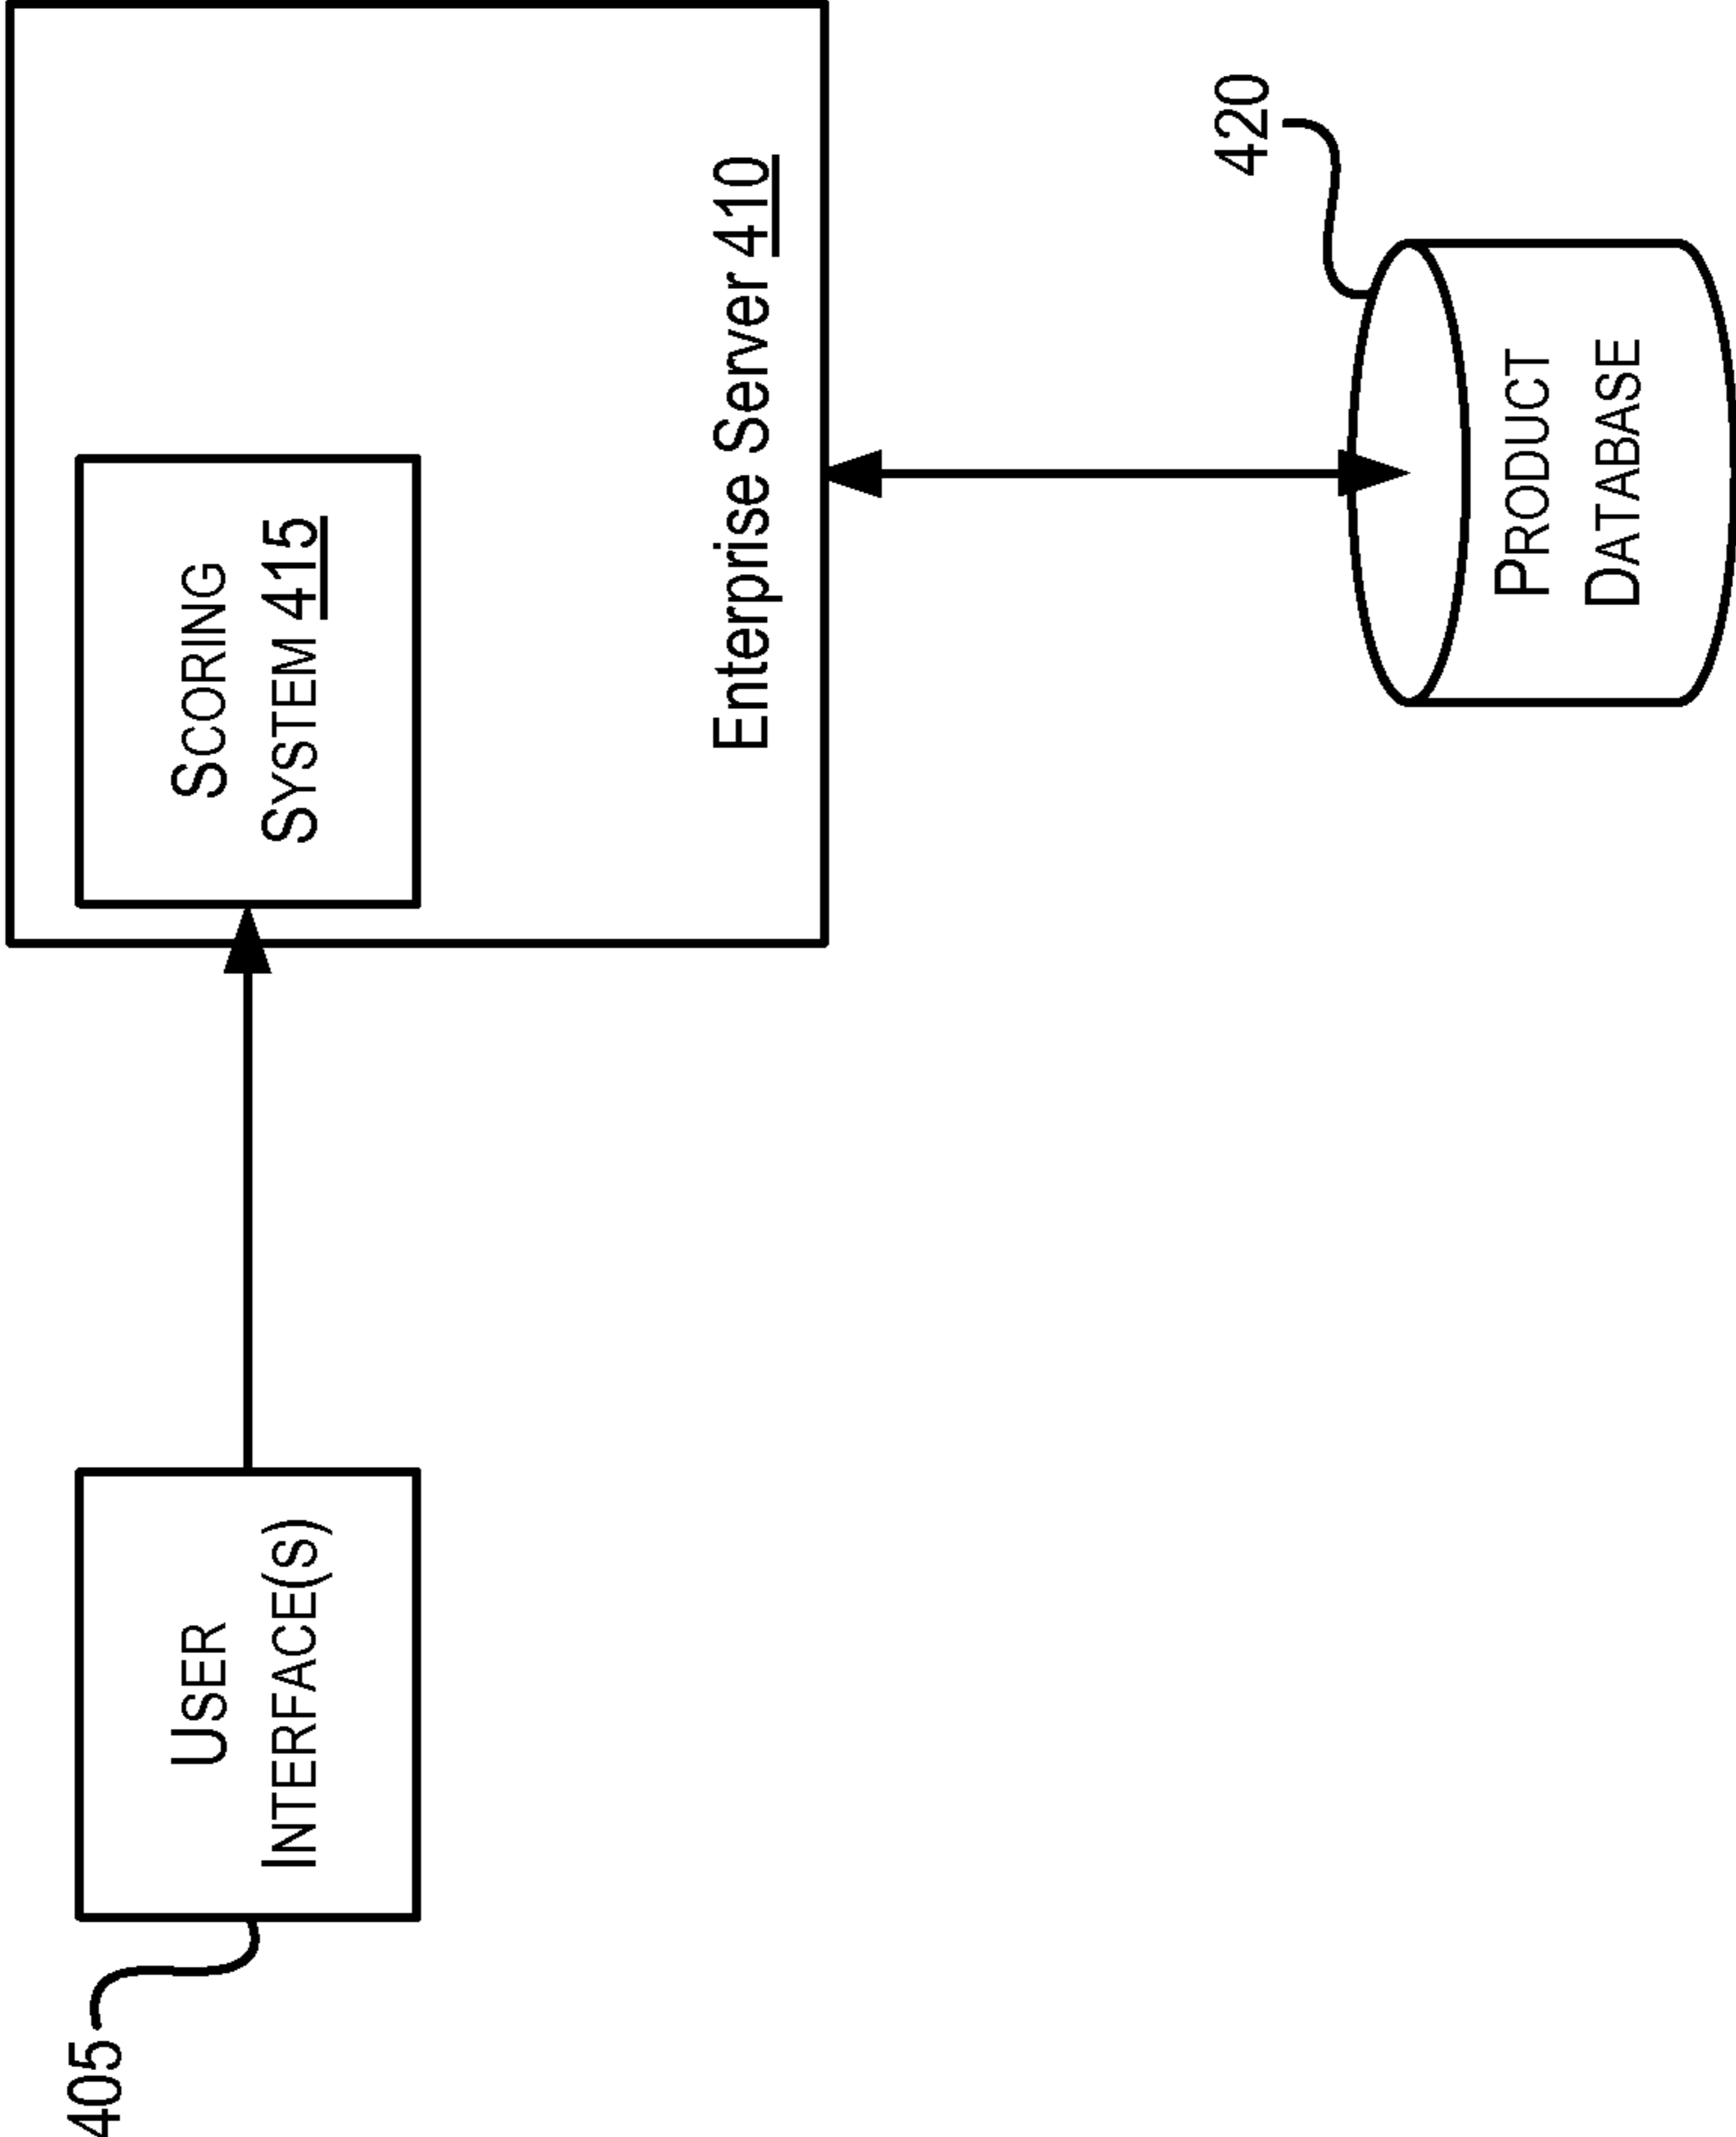 405
USER
INTERFACE(S)
SCORING
SYSTEM 415
Enterprise Server 410
420
PRODUCT
DATABASE